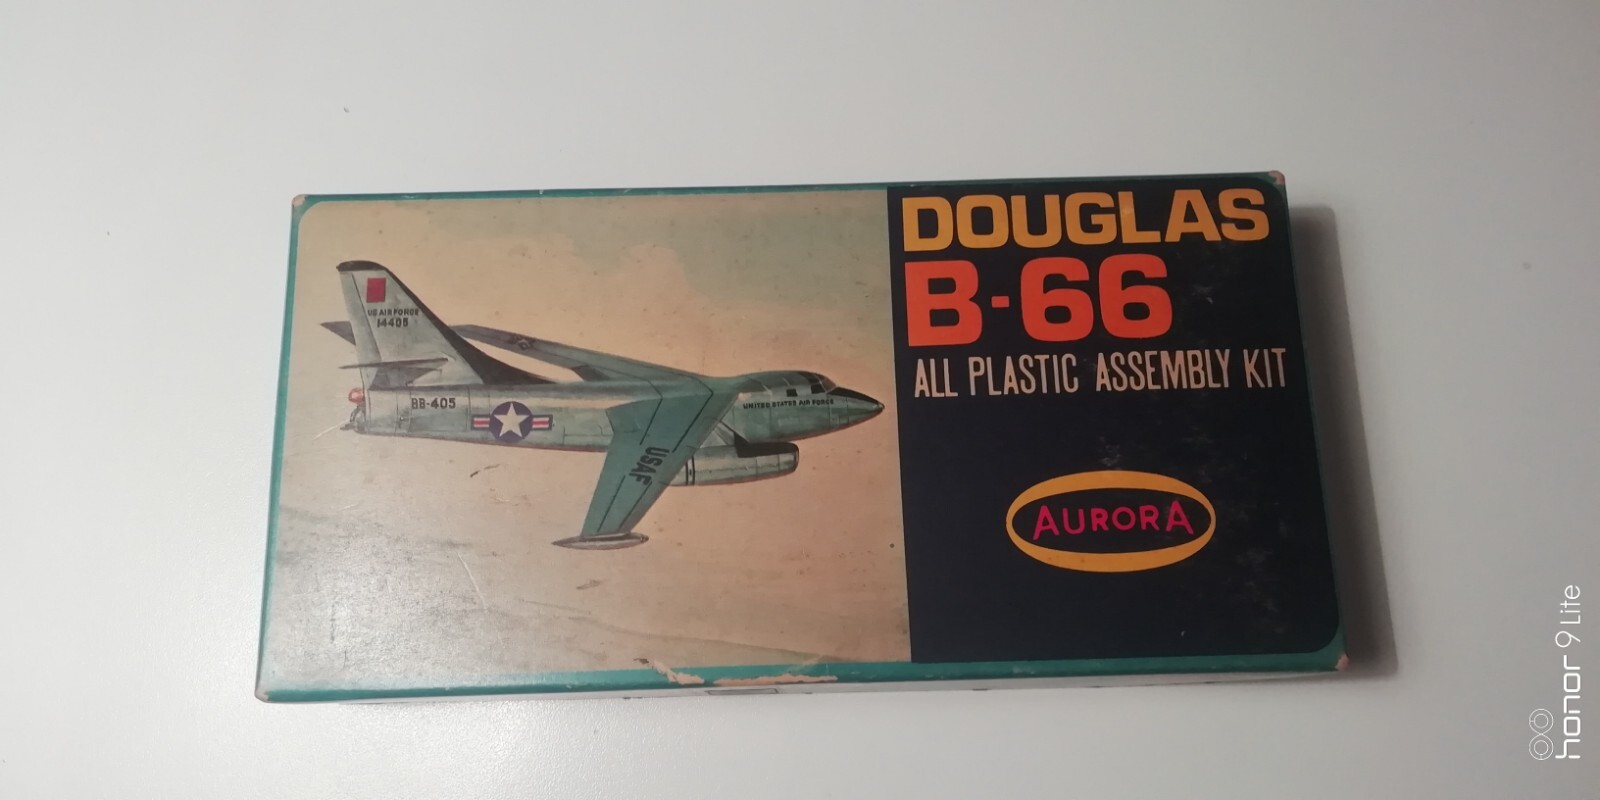 DOUGLAS
B-66
ALL PLASTIC ASSEMBLY KIT
AURORA
US AIR FORCE
14405
BB-405
UNITED STATES AIR FORCE
USAF
honor 9 Lite